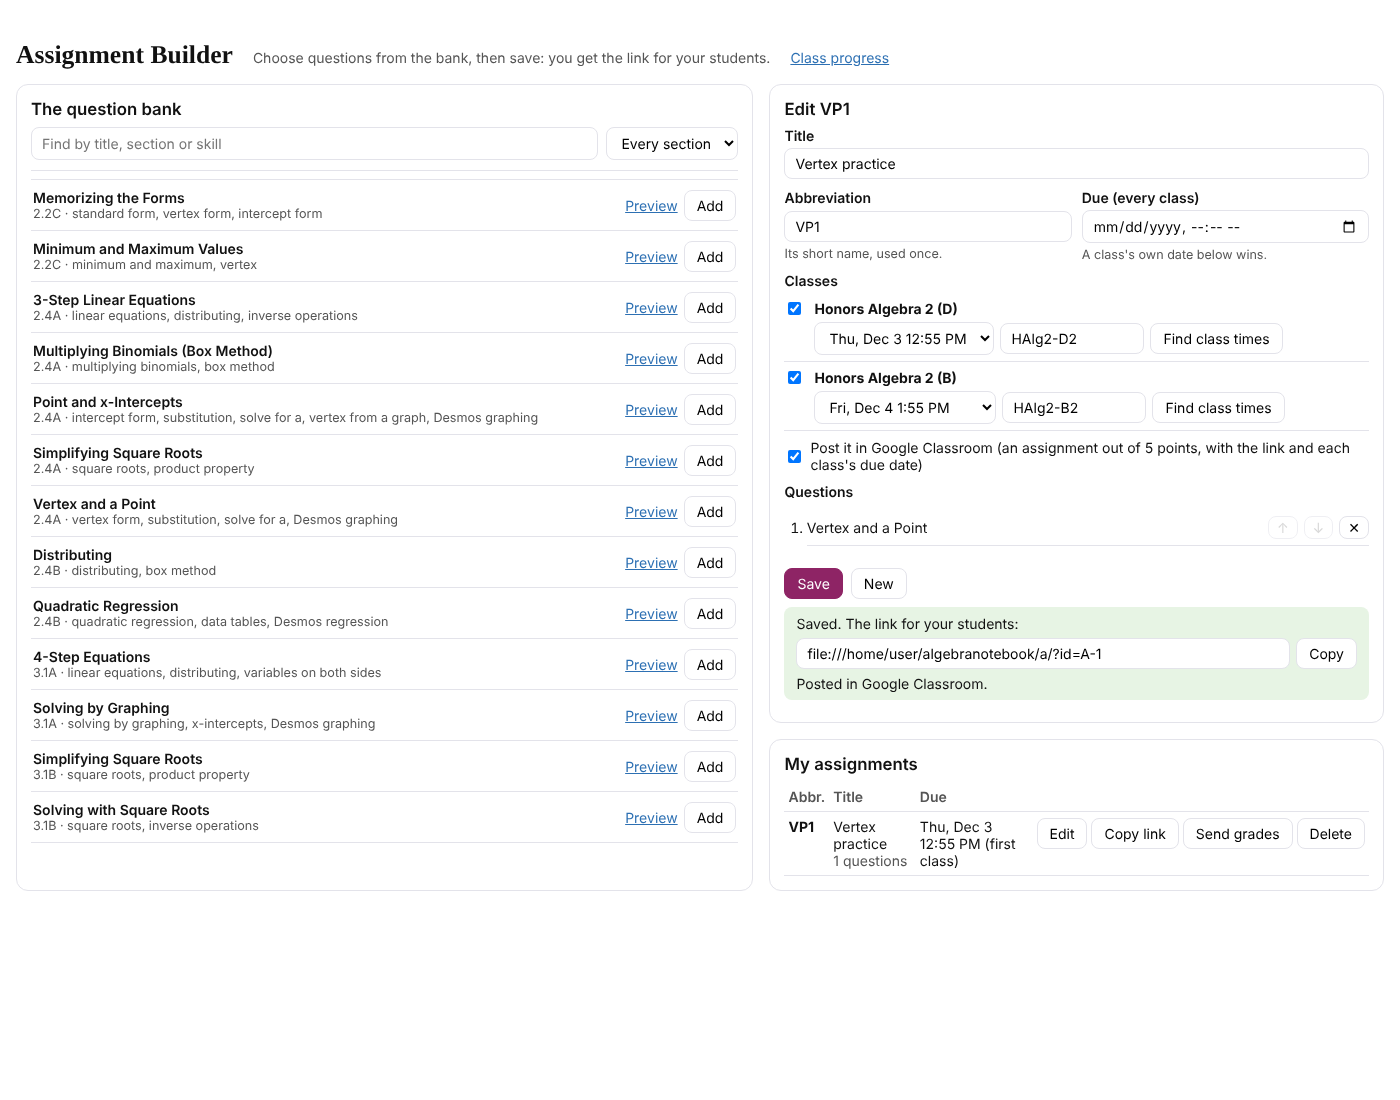 Assignment Builder
Choose questions from the bank, then save: you get the link for your students.
Class progress
The question bank
Find by title, section or skill
Every section
Memorizing the Forms
2.2C · standard form, vertex form, intercept form
Preview
Add
Minimum and Maximum Values
2.2C · minimum and maximum, vertex
Preview
Add
3-Step Linear Equations
2.4A · linear equations, distributing, inverse operations
Preview
Add
Multiplying Binomials (Box Method)
2.4A · multiplying binomials, box method
Preview
Add
Point and x-Intercepts
2.4A · intercept form, substitution, solve for a, vertex from a graph, Desmos graphing
Preview
Add
Simplifying Square Roots
2.4A · square roots, product property
Preview
Add
Vertex and a Point
2.4A · vertex form, substitution, solve for a, Desmos graphing
Preview
Add
Distributing
2.4B · distributing, box method
Preview
Add
Quadratic Regression
2.4B · quadratic regression, data tables, Desmos regression
Preview
Add
4-Step Equations
3.1A · linear equations, distributing, variables on both sides
Preview
Add
Solving by Graphing
3.1A · solving by graphing, x-intercepts, Desmos graphing
Preview
Add
Simplifying Square Roots
3.1B · square roots, product property
Preview
Add
Solving with Square Roots
3.1B · square roots, inverse operations
Preview
Add
Edit VP1
Title
Vertex practice
Abbreviation
VP1
Its short name, used once.
Due (every class)
mm/dd/yyyy, --:-- --
A class's own date below wins.
Classes
Honors Algebra 2 (D)
Thu, Dec 3 12:55 PM
HAlg2-D2
Find class times
Honors Algebra 2 (B)
Fri, Dec 4 1:55 PM
HAlg2-B2
Find class times
Post it in Google Classroom (an assignment out of 5 points, with the link and each
class's due date)
Questions
1. Vertex and a Point
↑
↓
✕
Save
New
Saved. The link for your students:
file:///home/user/algebranotebook/a/?id=A-1
Copy
Posted in Google Classroom.
My assignments
Abbr.
Title
Due
VP1
Vertex
practice
1 questions
Thu, Dec 3
12:55 PM (first
class)
Edit
Copy link
Send grades
Delete